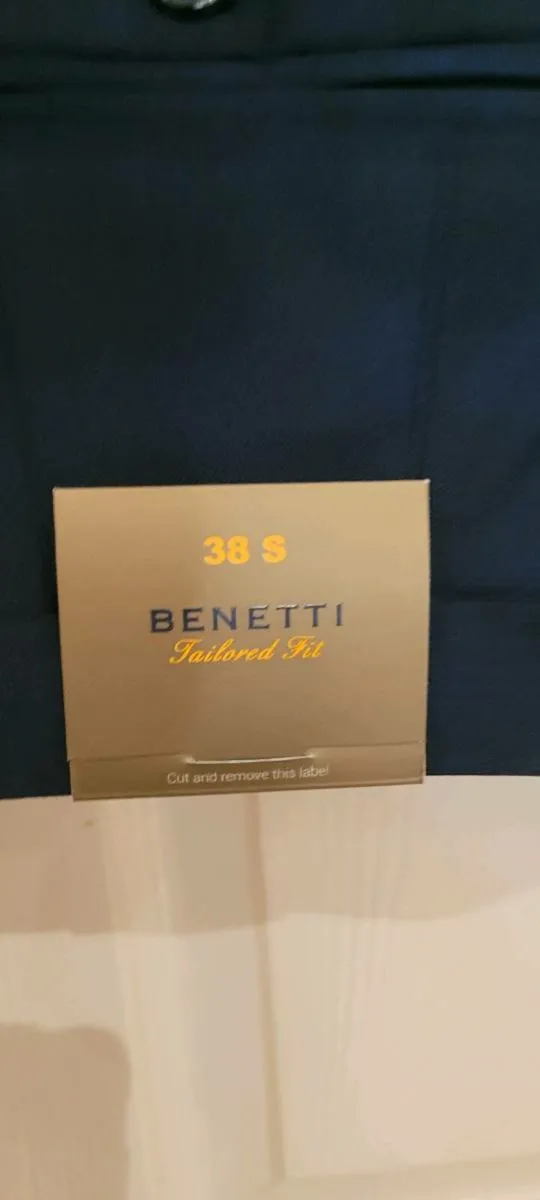 38 S
BENETTI
Tailored Fit
Cut and remove this label